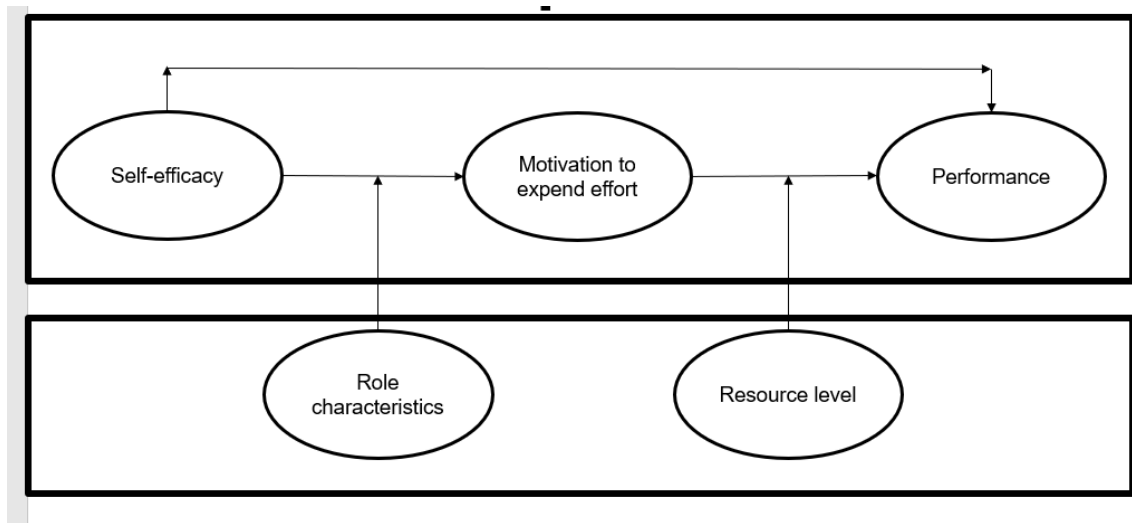 Self-efficacy
Motivation to
expend effort
Performance
Role
characteristics
Resource level